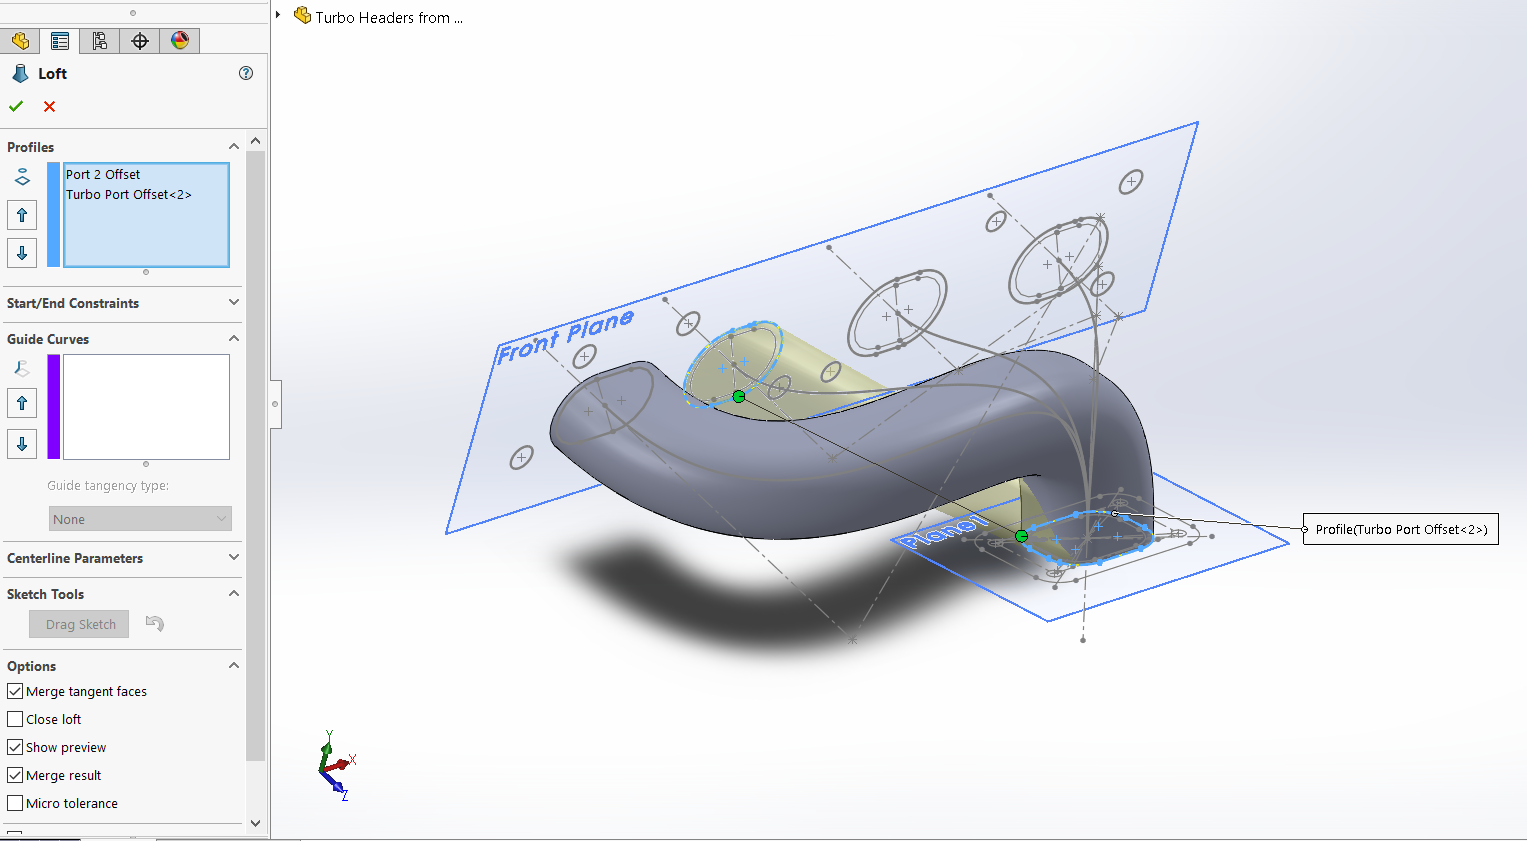 Turbo Headers from ...
Loft
Profiles
Port 2 Offset
Turbo Port Offset<2>
Start/End Constraints
Guide Curves
Guide tangency type:
None
Centerline Parameters
Sketch Tools
Drag Sketch
Options
Merge tangent faces
Close loft
Show preview
Merge result
Micro tolerance
Front Plane
Plane1
Profile(Turbo Port Offset<2>)
Y
X
Z